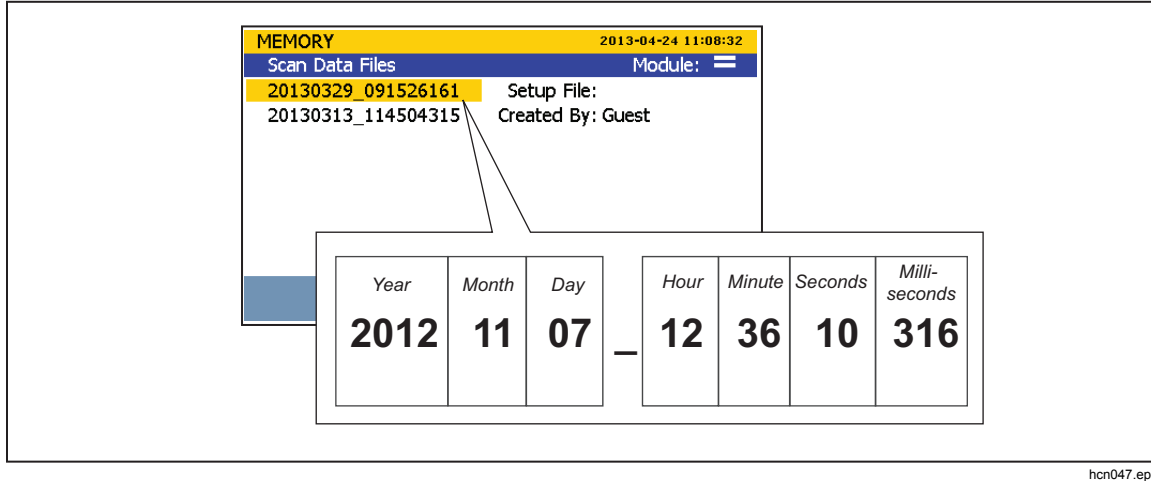 MEMORY 2013-04-24 11:08:32
Scan Data Files Module:
20130329_091526161 Setup File:
20130313_114504315 Created By: Guest
Year Month Day Hour Minute Seconds Milli-
seconds
2012 11 07 _ 12 36 10 316
hcn047.ep